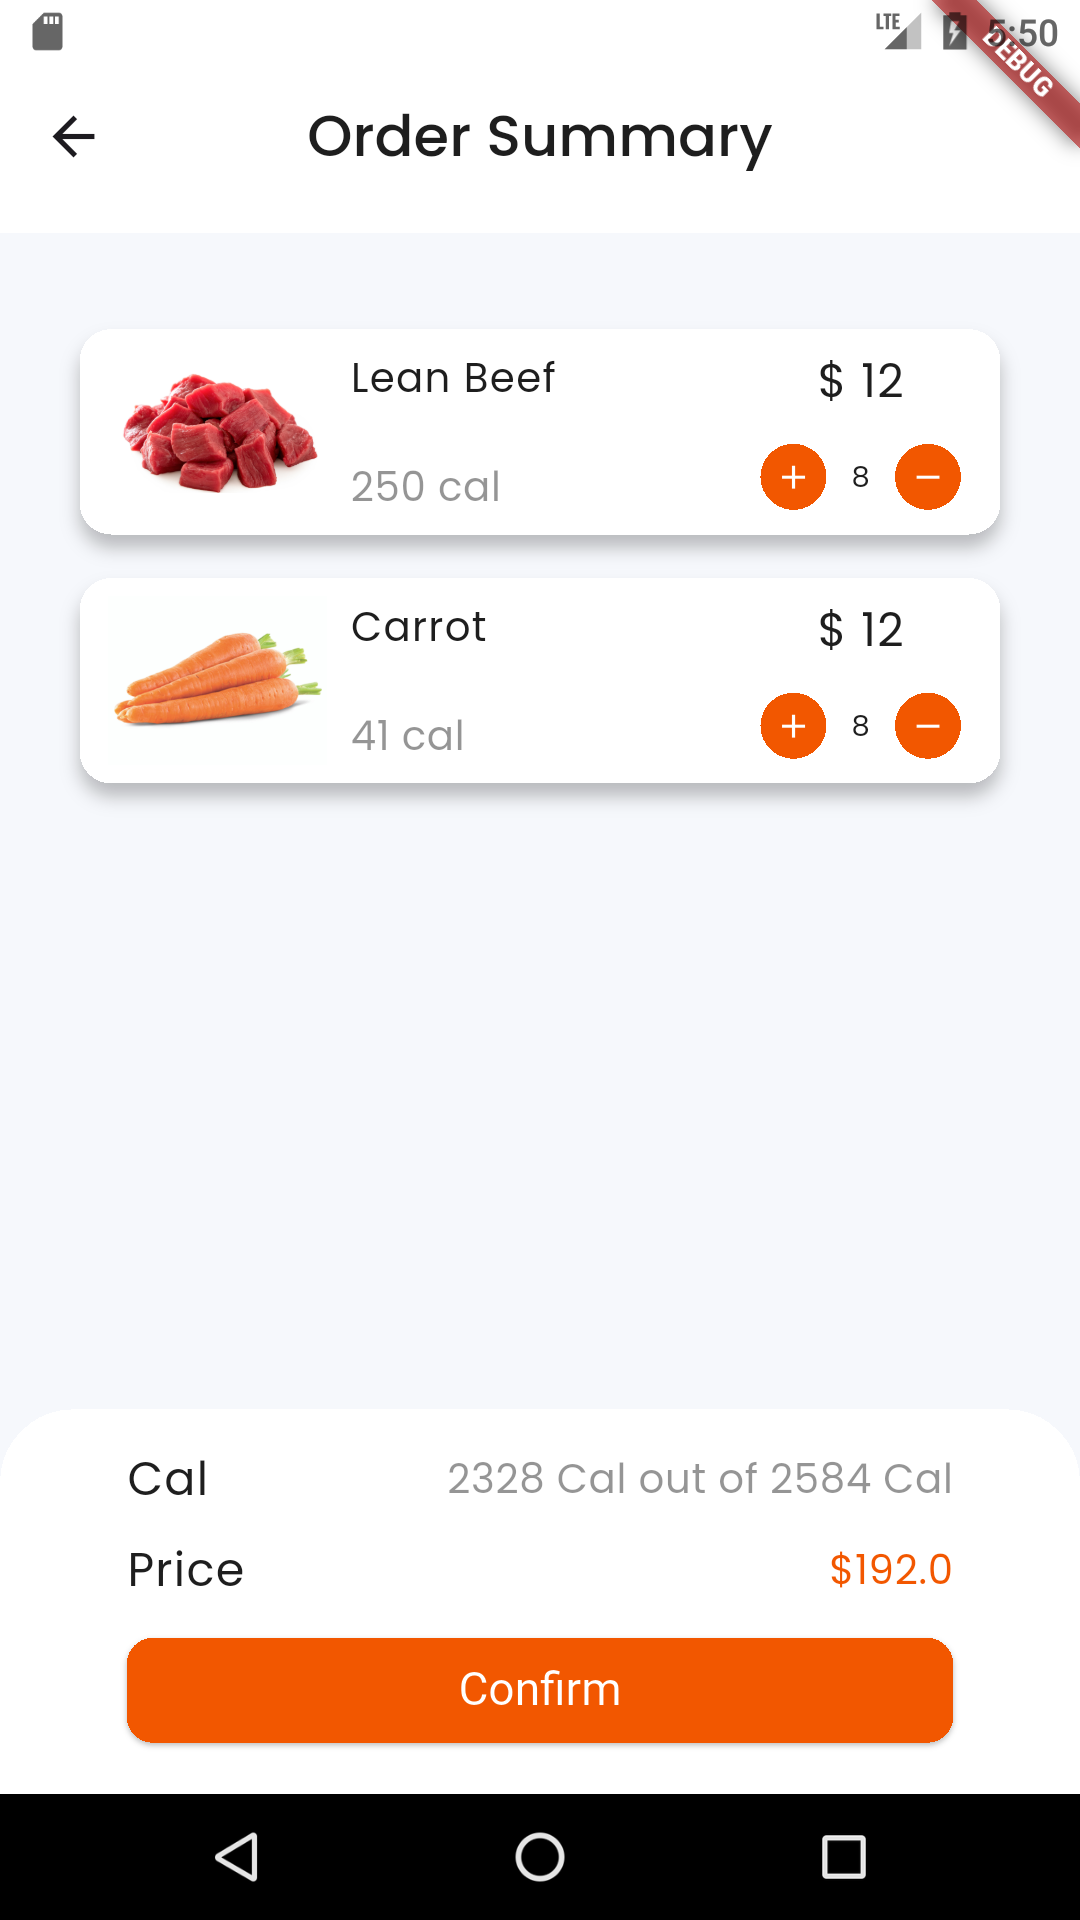 LTE 5:50
DEBUG
Order Summary
Lean Beef
$ 12
250 cal
8
Carrot
$ 12
41 cal
8
Cal
2328 Cal out of 2584 Cal
Price
$192.0
Confirm